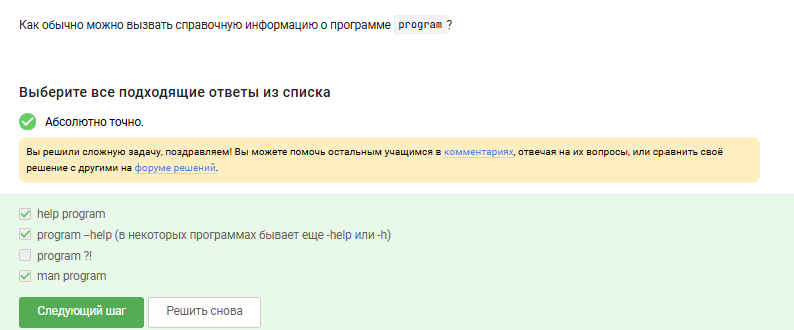 Как обычно можно вызвать справочную информацию о программе program?
Выберите все подходящие ответы из списка
Абсолютно точно.
Вы решили сложную задачу, поздравляем! Вы можете помочь остальным учащимся в комментариях, отвечая на их вопросы, или сравнить своё
решение с другими на форуме решений.
help program
program –help (в некоторых программах бывает еще -help или -h)
program ?!
man program
Следующий шаг
Решить снова